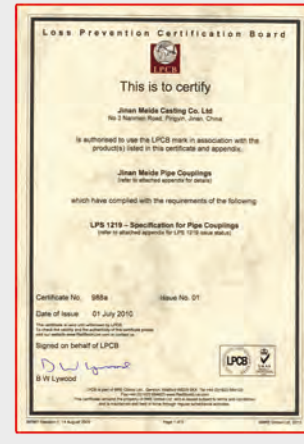 Loss Prevention Certification Board
LPCB
This is to certify
Jinan Meide Casting Co. Ltd
No 3 Nanmen Road, Pingyin, Jinan, China
is authorised to use the LPCB mark in association with the
product(s) listed in this certificate and appendix.
Jinan Meide Pipe Couplings
(refer to attached appendix for details)
which have complied with the requirements of the following
LPS 1219 – Specification for Pipe Couplings
(refer to attached appendix for LPS 1219 issue status)
Certificate No. 988a
Issue No. 01
Date of Issue 01 July 2010
Signed on behalf of LPCB
B W Lywood
LPCB
Page 1 of 2